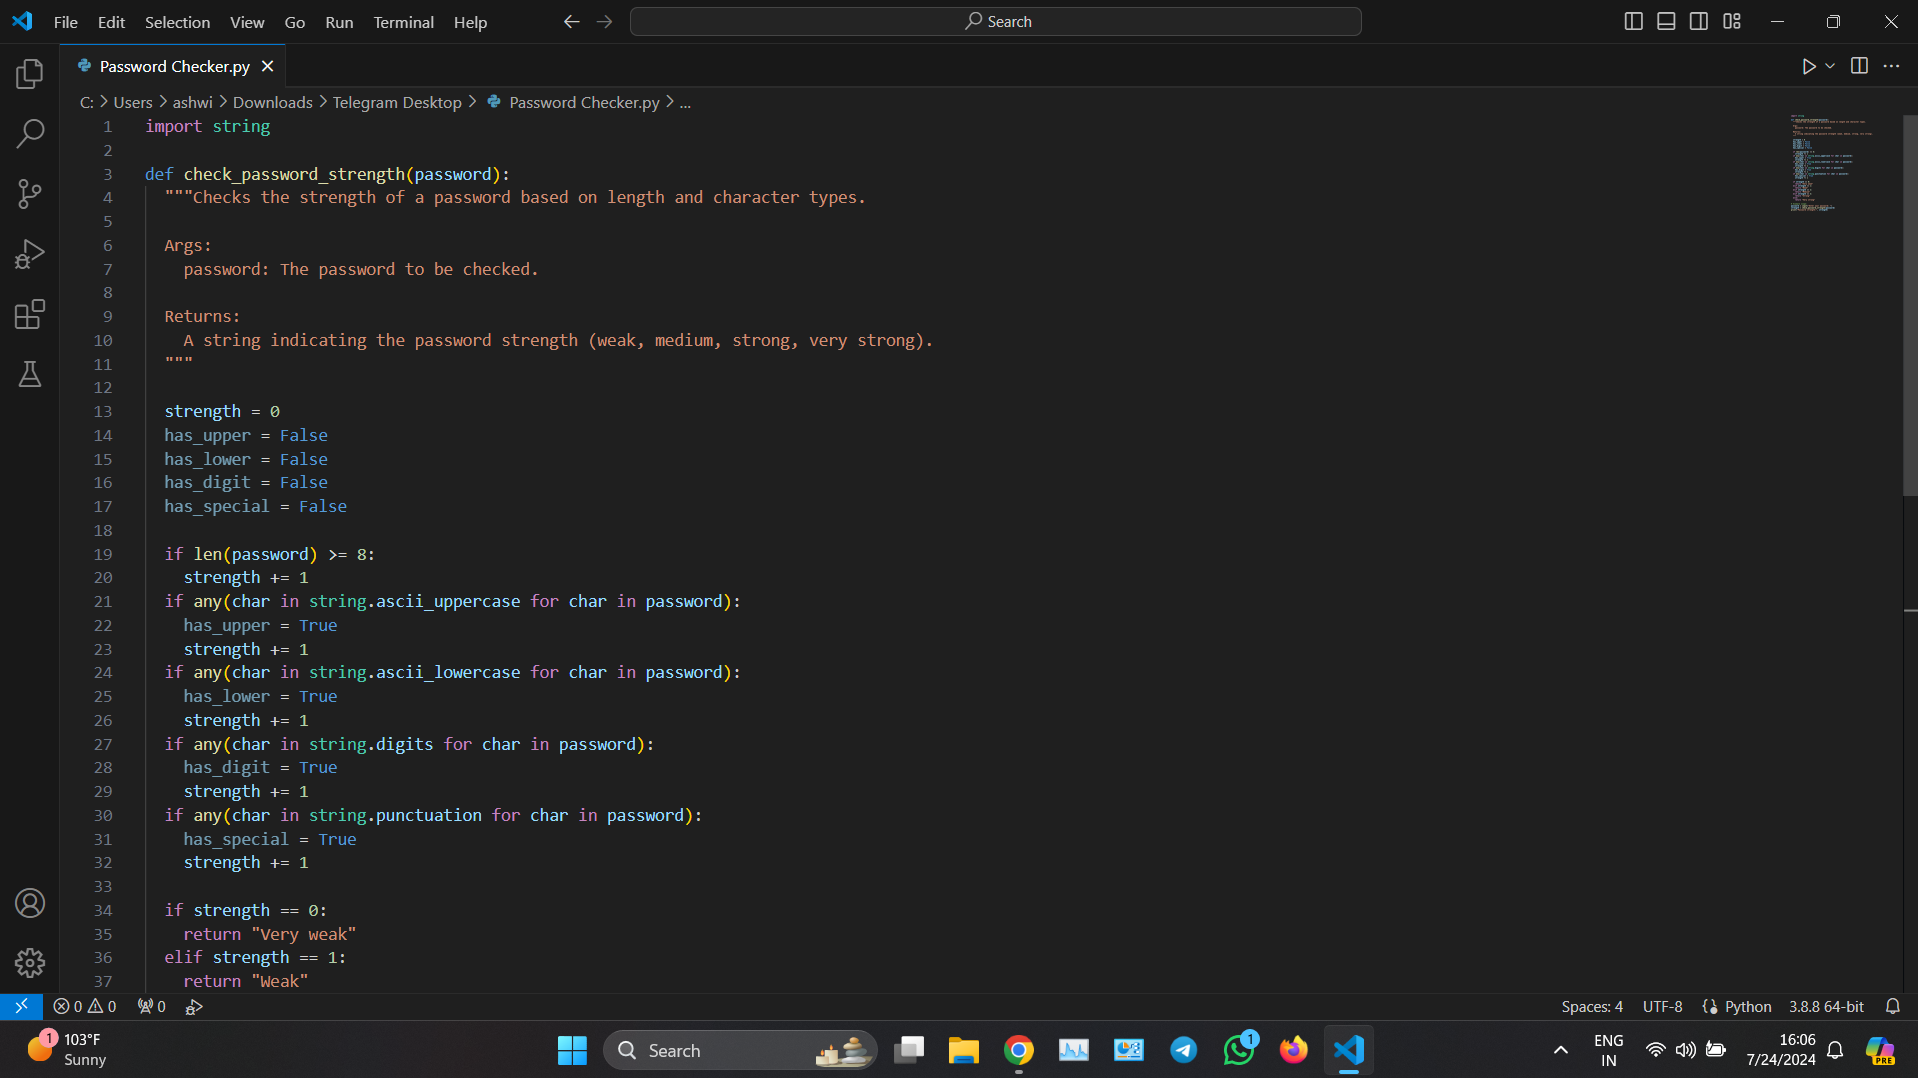 File Edit Selection View Go Run Terminal Help Search
Password Checker.py
C: > Users > ashwi > Downloads > Telegram Desktop > Password Checker.py > ...
1 import string
2
3 def check_password_strength(password):
4 """Checks the strength of a password based on length and character types.
5
6 Args:
7 password: The password to be checked.
8
9 Returns:
10 A string indicating the password strength (weak, medium, strong, very strong).
11 """
12
13 strength = 0
14 has_upper = False
15 has_lower = False
16 has_digit = False
17 has_special = False
18
19 if len(password) >= 8:
20 strength += 1
21 if any(char in string.ascii_uppercase for char in password):
22 has_upper = True
23 strength += 1
24 if any(char in string.ascii_lowercase for char in password):
25 has_lower = True
26 strength += 1
27 if any(char in string.digits for char in password):
28 has_digit = True
29 strength += 1
30 if any(char in string.punctuation for char in password):
31 has_special = True
32 strength += 1
33
34 if strength == 0:
35 return "Very weak"
36 elif strength == 1:
37 return "Weak"
0 0 0 Spaces: 4 UTF-8 {} Python 3.8.8 64-bit
1 103°F
Sunny
Search
1
ENG
IN
16:06
7/24/2024
PRE